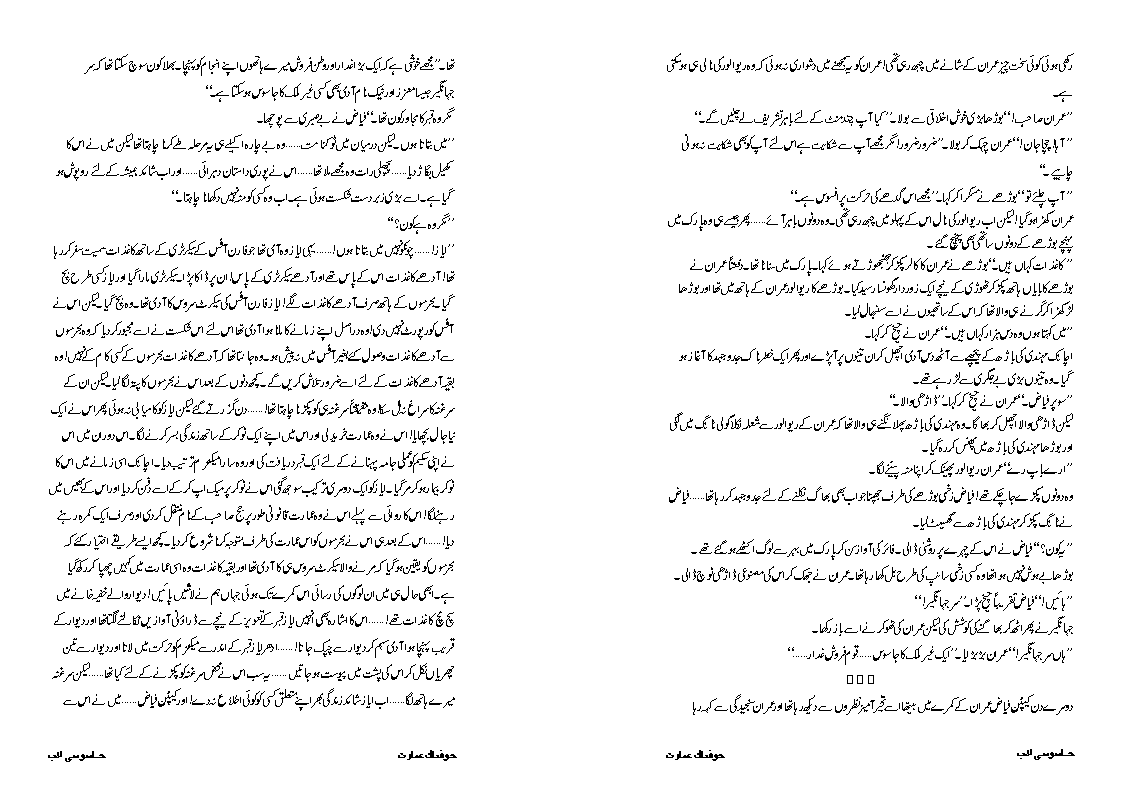 رکھی ہوئی کوئی سخت چیز عمران کے شانے میں چبھ رہی تھی! عمران کو یہ سمجھنے میں دشواری نہ ہوئی کہ وہ ریوالور کی نالی ہی ہو سکتی
ہے۔
’’عمران صاحب!‘‘ بوڑھا بڑی خوش اخلاقی سے بولا۔’’ کیا آپ چند منٹ کے لئے باہر تشریف لے چلیں گے۔‘‘
’’آہا چچا جان!‘‘عمران چہک کر بولا۔’’ ضرور ضرور! مگر مجھے آپ سے شکایت ہے اس لئے آپ کو بھی شکایت نہ ہونی
چاہیے۔‘‘
’’آپ چلئے تو‘‘بوڑھے نے مسکرا کر کہا۔’’ مجھے اس گدھے کی حرکت پر افسوس ہے۔‘‘
عمران کھڑا ہو گیا! لیکن اب ریوالور کی نال اس کے پہلو میں چبھ رہی تھی۔ وہ دونوں باہر آئے......پھر جیسے ہی وہ پارک میں
پہنچے بوڑھے کے دونوں ساتھی بھی پہنچ گئے۔
’’کاغذات کہاں ہیں۔‘‘بوڑھے نے عمران کا کالر پکڑ کر جھنجھوڑتے ہوئے کہا۔ پارک میں سناٹا تھا۔ دفعتاً عمران نے
بوڑھے کا بایاں ہاتھ پکڑ کر ٹھوڑی کے نیچے ایک زوردار گھونسا رسید کیا۔ بوڑھے کا ریوالور عمران کے ہاتھ میں تھا اور بوڑھا
لڑکھڑا کر گرنے ہی والا تھا کہ اس کے ساتھیوں نے اسے سنبھال لیا۔
’’میں کہتا ہوں وہ دس ہزار کہاں ہیں۔‘‘عمران نے چیخ کر کہا۔
اچانک مہندی کی باڑھ کے پیچھے سے آٹھ دس آدمی اچھل کر ان تینوں پر آ پڑے اور پھر ایک خطرناک جدوجہد کا آغاز ہو
گیا۔ وہ تینوں بڑی بے جگری سے لڑ رہے تھے۔
’’سوپر فیاض۔‘‘عمران نے چیخ کر کہا۔’’ڈاڑھی والا۔‘‘
لیکن ڈاڑھی والا اچھل کر بھاگا۔ وہ مہندی کی باڑھ پھلانگنے ہی والا تھا کہ عمران کے ریوالور سے شعلہ نکلا گولی ٹانگ میں لگی
اور بوڑھا مہندی کی باڑھ میں پھنس کر رہ گیا۔
’’ارے باپ رے‘‘عمران ریوالور پھینک کر اپنا منہ پیٹنے لگا۔
وہ دونوں پکڑے جا چکے تھے! فیاض زخمی بوڑھے کی طرف جھپٹا جو اب بھی بھاگ نکلنے کے لئے جدوجہد کر رہا تھا......فیاض
نے ٹانگ پکڑ کر مہندی کی باڑھ سے گھسیٹ لیا۔
’’یہ کون؟‘‘ فیاض نے اس کے چہرے پر روشنی ڈالی۔ فائر کی آواز سن کر پارک میں بہت سے لوگ اکٹھے ہو گئے تھے۔
بوڑھا بے ہوش نہیں ہوا تھا وہ کسی زخمی سانپ کی طرح بل کھا رہا تھا۔ عمران نے جھک کر اس کی مصنوعی ڈاڑھی نوچ ڈالی۔
’’ہائیں!‘‘فیاض تقریباً چیخ پڑا۔’’سر جہانگیر!‘‘
جہانگیر نے پھر اٹھ کر بھاگنے کی کوشش کی لیکن عمران کی ٹھوکر نے اسے باز رکھا۔
’’ہاں سر جہانگیر!‘‘عمران بڑبڑایا۔’’ایک غیر ملک کا جاسوس......قوم فروش غدار......‘‘
□ □ □
دوسرے دن کیپٹن فیاض عمران کے کمرے میں بیٹھا اسے تحیر آمیز نظروں سے دیکھ رہا تھا اور عمران سنجیدگی سے کہہ رہا
جاسوسی ادب
خوفناک عمارت
تھا۔’’مجھے خوشی ہے کہ ایک بڑا غدار اور وطن فروش میرے ہاتھوں اپنے انجام کو پہنچا۔ بھلا کون سوچ سکتا تھا کہ سر
جہانگیر جیسا معزز اور نیک نام آدمی بھی کسی غیر ملک کا جاسوس ہو سکتا ہے۔‘‘
’’مگر وہ قبر کا مجاور کون تھا۔‘‘فیاض نے بے صبری سے پوچھا۔
’’میں بتاتا ہوں۔ لیکن درمیان میں ٹوکنا مت......وہ بے چارہ اکیلے ہی یہ مرحلہ طے کرنا چاہتا تھا لیکن میں نے اس کا
کھیل بگاڑ دیا......پچھلی رات وہ مجھے ملا تھا......اس نے پوری داستان دہرائی......اور اب شائد ہمیشہ کے لئے روپوش ہو
گیا ہے۔ اسے بڑی زبردست شکست ہوئی ہے۔ اب وہ کسی کو منہ نہیں دکھانا چاہتا۔‘‘
’’مگر وہ ہے کون؟‘‘
’’ایاز!......چونکو نہیں میں بتاتا ہوں!......یہی ایاز وہ آدمی تھا جو فارن آفس کے سیکرٹری کے ساتھ کاغذات سمیت سفر کر رہا
تھا! آدھے کاغذات اس کے پاس تھے اور آدھے سیکرٹری کے پاس! ان پر ڈاکا پڑا سیکرٹری مارا گیا اور ایاز کسی طرح بچ
گیا۔ مجرموں کے ہاتھ صرف آدھے کاغذات لگے! ایاز فارن آفس کی سیکرٹ سروس کا آدمی تھا۔ وہ بچ گیا۔ لیکن اس نے
آفس کو رپورٹ نہیں دی! وہ دراصل اپنے زمانے کا مانا ہوا آدمی تھا اس لئے اس شکست نے اسے مجبور کر دیا کہ وہ مجرموں
سے آدھے کاغذات وصول کئے بغیر آفس میں نہ پیش ہو۔ وہ جانتا تھا کہ آدھے کاغذات مجرموں کے کسی کام کے نہیں! وہ
بقیہ آدھے کاغذات کے لئے اسے ضرور تلاش کریں گے۔ کچھ دنوں کے بعد اس نے مجرموں کا پتہ لگا لیا۔ لیکن ان کے
سرغنہ کا سراغ نہ مل سکا! وہ حقیقتاً سرغنہ ہی کو پکڑنا چاہتا تھا!......دن گزرتے گئے لیکن ایاز کو کامیابی نہ ہوئی پھر اس نے ایک
نیا جال بچھایا! اس نے وہ عمارت خریدی لی اور اس میں اپنے ایک نوکر کے ساتھ زندگی بسر کرنے لگا۔ اس دوران میں اس
نے اپنی سکیم کو عملی جامہ پہنانے کے لئے ایک قبر دریافت کی اور وہ سارا میکنزم ترتیب دیا۔ اچانک اسی زمانے میں اس کا
نوکر بیمار ہو کر مر گیا۔ ایاز کو ایک دوسری ترکیب سوجھ گئی اس نے نوکر پر میک اپ کر کے اسے دفن کر دیا اور اس کے بھیس میں
رہنے لگا! اس کاروائی سے پہلے اس نے وہ عمارت قانونی طور پر جج صاحب کے نام منتقل کر دی اور صرف ایک کمرہ رہنے
دیا!......اس کے بعد ہی اس نے مجرموں کو اس عمارت کی طرف متوجہ کرنا شروع کر دیا۔ کچھ ایسے طریقے اختیار کئے کہ
مجرموں کو یقین ہو گیا کہ مرنے والا سیکرٹ سروس ہی کا آدمی تھا اور بقیہ کاغذات وہ اسی عمارت میں کہیں چھپا کر رکھ گیا
ہے۔ ابھی حال ہی میں ان لوگوں کی رسائی اس کمرے تک ہوئی جہاں ہم نے لاشیں پائیں! دیوار والے خفیہ خانے میں
سچ مچ کاغذات تھے!......اس کا اشارہ بھی انہیں ایاز قبر کے تعویز کے نیچے سے ڈراؤنی آوازیں نکالنے لگتا تھا اور دیوار کے
قریب پہنچا ہوا آدمی سہم کر دیوار سے چپک جاتا!......ادھر ایاز قبر کے اندر سے میکنزم کو حرکت میں لاتا اور دیوار سے تین
چھریاں نکل کر اس کی پشت میں پیوست ہو جاتیں......یہ سب اس نے محض سرغنہ کو پکڑنے کے لئے کیا تھا......لیکن سرغنہ
میرے ہاتھ لگا......اب ایاز شائد زندگی بھر اپنے متعلق کسی کو کوئی اطلاع نہ دے! اور کیپٹن فیاض......میں نے اس سے
خوفناک عمارت
جاسوسی ادب